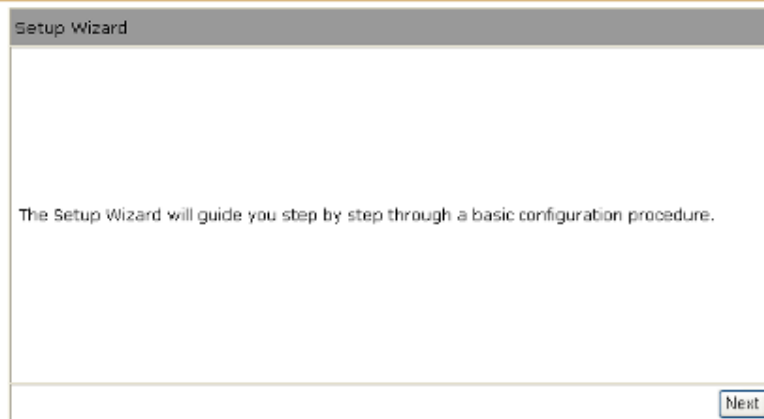 Setup Wizard
The Setup Wizard will guide you step by step through a basic configuration procedure.
Next